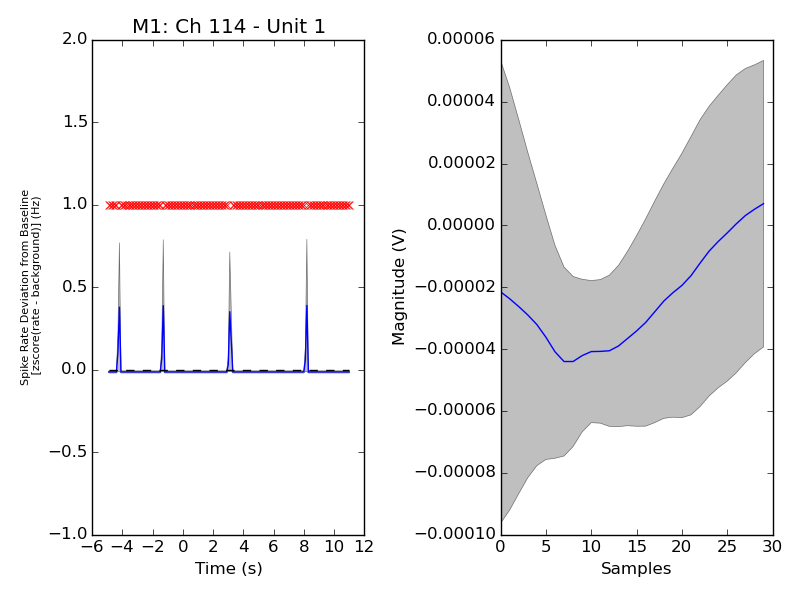 M1: Ch 114 - Unit 1
2.0
1.5
1.0
0.5
0.0
−0.5
−1.0
−6 −4 −2 0 2 4 6 8 10 12
Time (s)
Spike Rate Deviation from Baseline
[zscore(rate - background)] (Hz)
0.00006
0.00004
0.00002
0.00000
−0.00002
−0.00004
−0.00006
−0.00008
−0.00010
0 5 10 15 20 25 30
Samples
Magnitude (V)